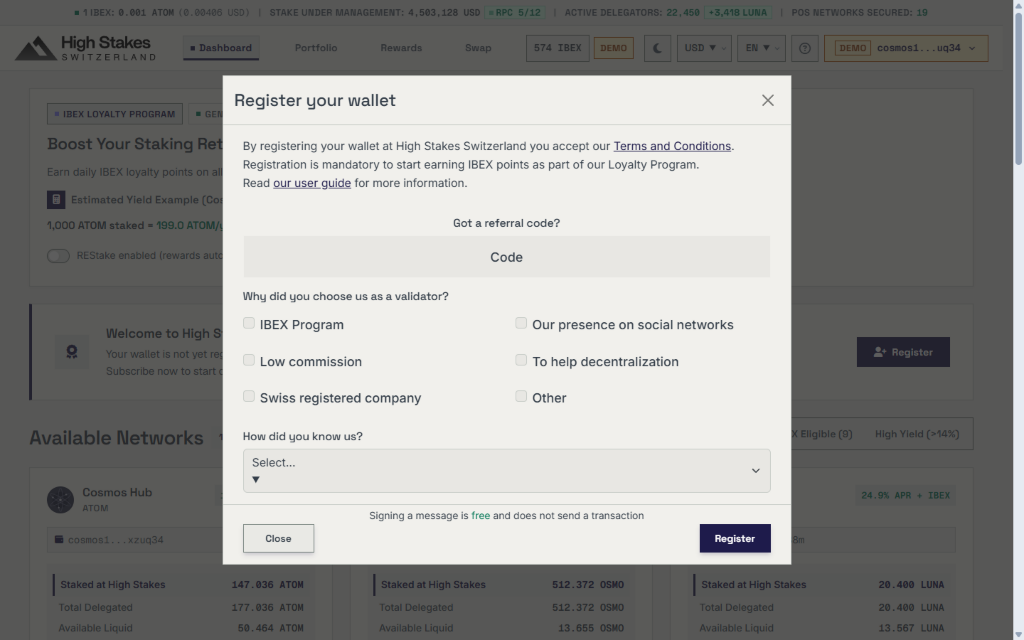 1 IBEX: 0.001 ATOM (0.00406 USD) | STAKE UNDER MANAGEMENT: 4,503,128 USD RPC 5/12 | ACTIVE DELEGATORS: 22,450 +3,418 LUNA | POS NETWORKS SECURED: 19
High Stakes
SWITZERLAND
Dashboard
Portfolio
Rewards
Swap
574 IBEX
DEMO
USD ▼
EN ▼
DEMO cosmos1...uq34
IBEX LOYALTY PROGRAM
GEN
Boost Your Staking Ret
Earn daily IBEX loyalty points on all
Estimated Yield Example (Cos
1,000 ATOM staked = 199.0 ATOM/y
REStake enabled (rewards auto
Welcome to High S
Your wallet is not yet reg
Subscribe now to start
Register
Available Networks
Eligible (9)
High Yield (>14%)
Cosmos Hub
ATOM
24.9% APR + IBEX
cosmos1...xzuq34
8m
Staked at High Stakes 147.036 ATOM
Total Delegated 177.036 ATOM
Available Liquid 50.464 ATOM
Staked at High Stakes 512.372 OSMO
Total Delegated 512.372 OSMO
Available Liquid 13.655 OSMO
Staked at High Stakes 20.400 LUNA
Total Delegated 20.400 LUNA
Available Liquid 13.567 LUNA
Register your wallet
By registering your wallet at High Stakes Switzerland you accept our Terms and Conditions.
Registration is mandatory to start earning IBEX points as part of our Loyalty Program.
Read our user guide for more information.
Got a referral code?
Code
Why did you choose us as a validator?
IBEX Program
Our presence on social networks
Low commission
To help decentralization
Swiss registered company
Other
How did you know us?
Select...
▼
Signing a message is free and does not send a transaction
Close
Register